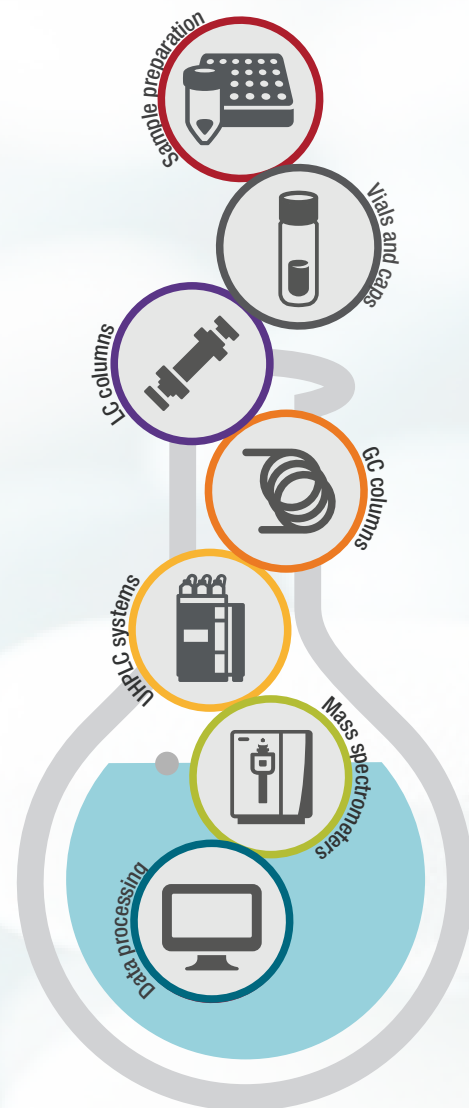 Sample preparation
Vials and caps
LC columns
GC columns
UHPLC systems
Mass spectrometers
Data processing